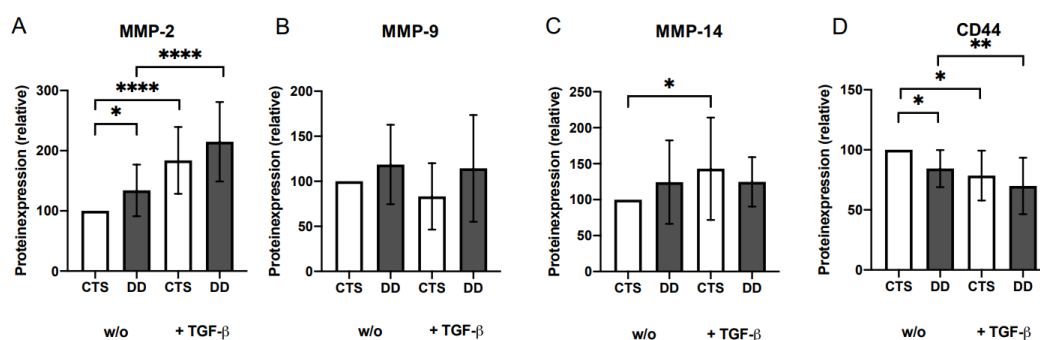 A
MMP-2
Proteinexpression (relative)
300
200
100
0
****
****
*
CTS DD CTS DD
w/o + TGF-β
B
MMP-9
Proteinexpression (relative)
200
150
100
50
0
CTS DD CTS DD
w/o + TGF-β
C
MMP-14
Proteinexpression (relative)
250
200
150
100
50
0
*
CTS DD CTS DD
w/o + TGF-β
D
CD44
Proteinexpression (relative)
150
100
50
0
**
*
*
CTS DD CTS DD
w/o + TGF-β